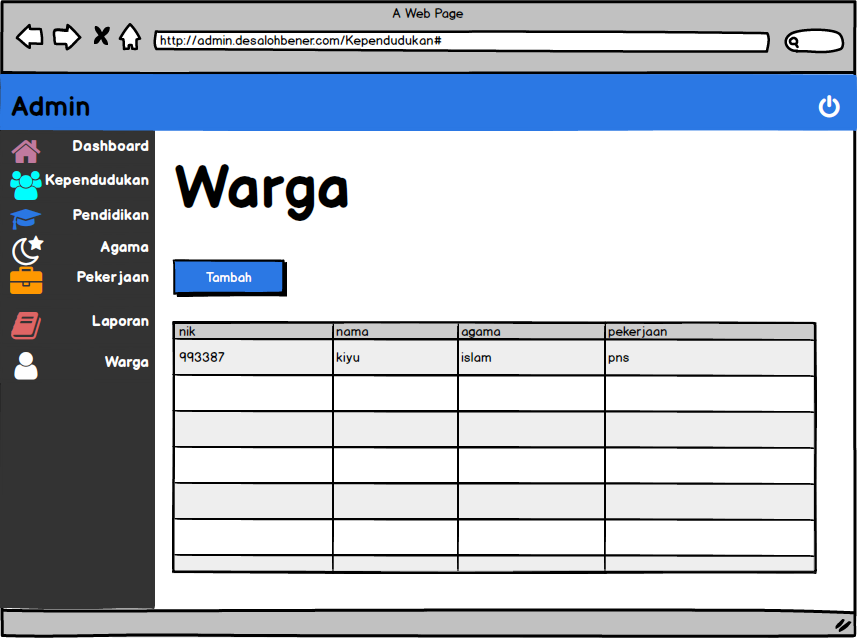 A Web Page
http://admin.desalohbener.com/Kependudukan#
Admin
Dashboard
Kependudukan
Pendidikan
Agama
Pekerjaan
Laporan
Warga
Warga
Tambah
nik nama agama pekerjaan
993387 kiyu islam pns